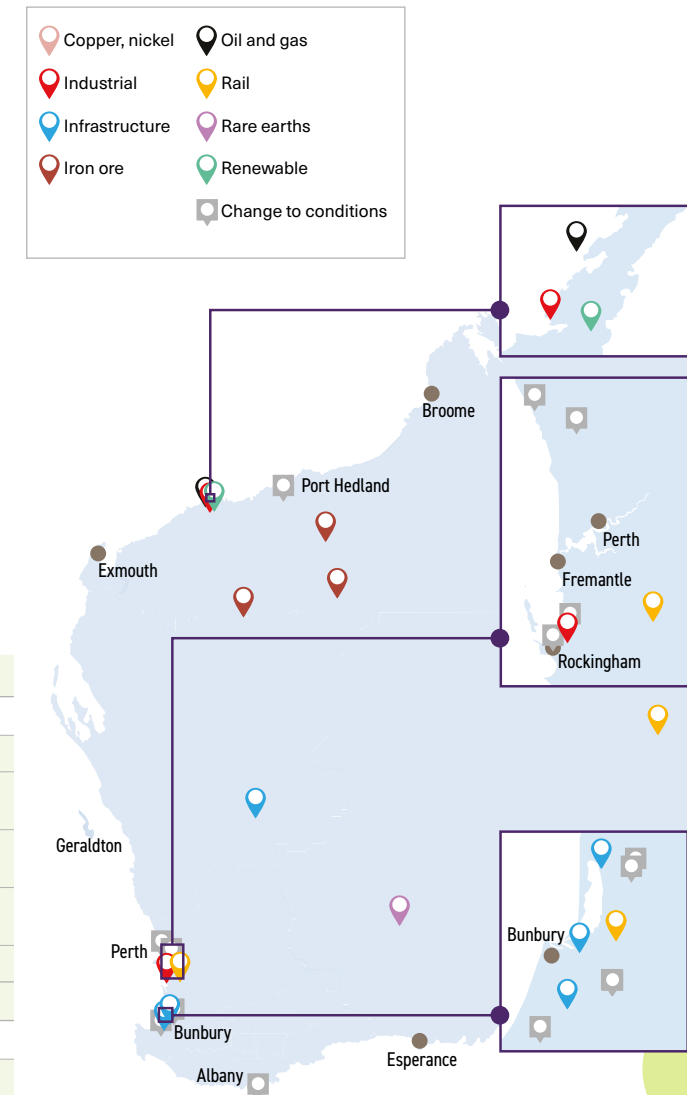 Copper, nickel
Oil and gas
Industrial
Rail
Infrastructure
Rare earths
Iron ore
Renewable
Change to conditions
Broome
Port Hedland
Exmouth
Perth
Fremantle
Rockingham
Geraldton
Perth
Bunbury
Bunbury
Esperance
Albany